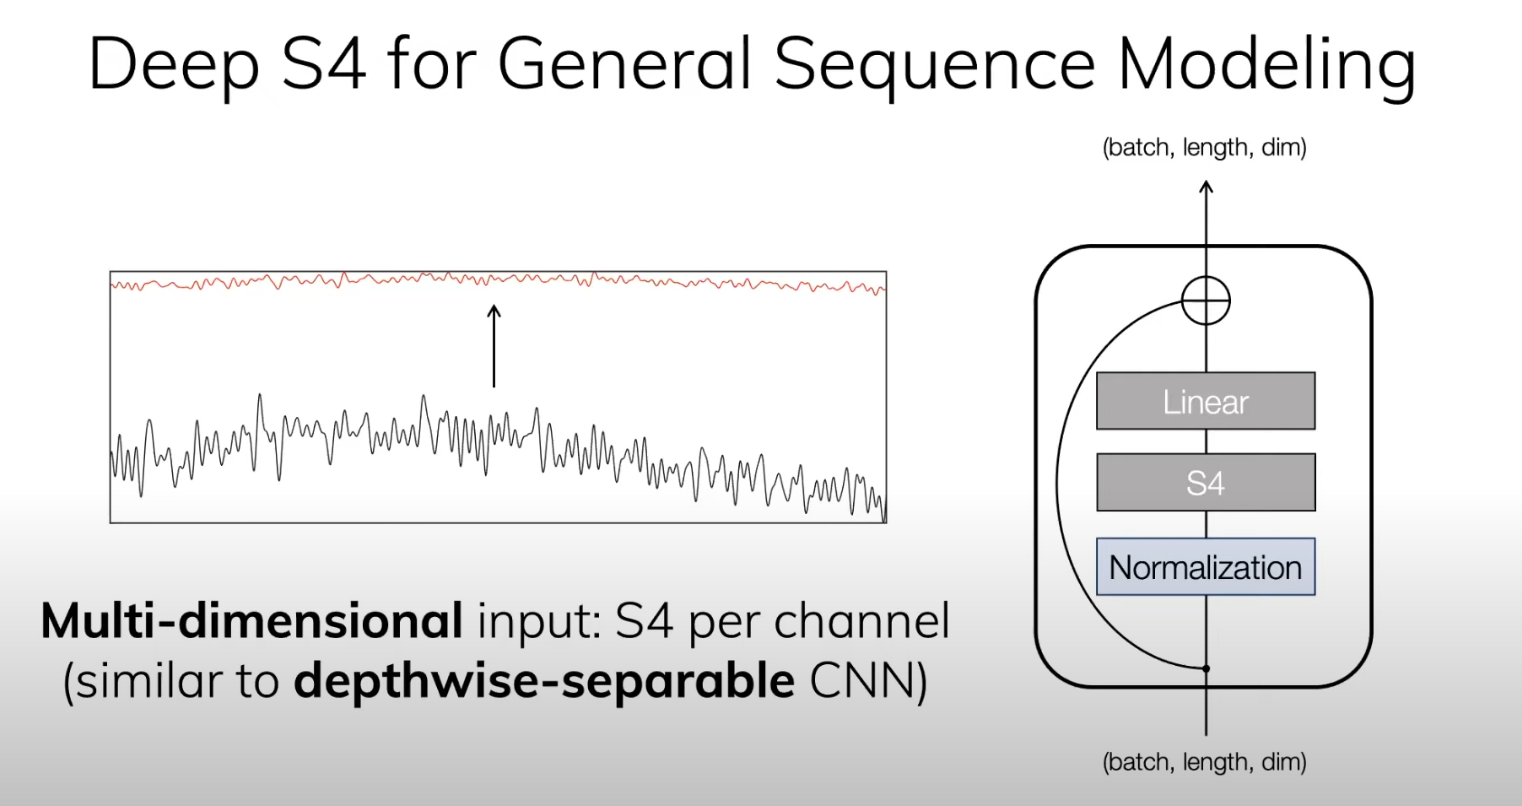 Deep S4 for General Sequence Modeling
(batch, length, dim)
Linear
S4
Normalization
Multi-dimensional input: S4 per channel
(similar to depthwise-separable CNN)
(batch, length, dim)